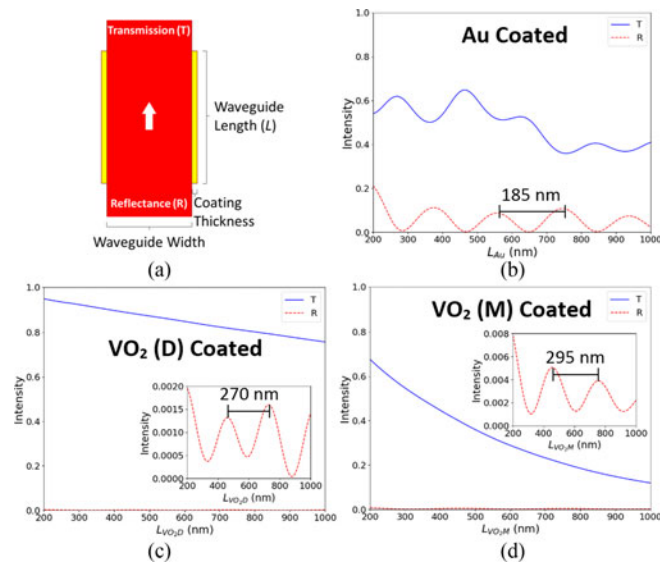 Transmission (T)
Waveguide
Length (L)
Reflectance (R)
Coating
Thickness
Waveguide Width
(a)
Au Coated
T
R
185 nm
Intensity
1.0
0.8
0.6
0.4
0.2
0.0
200 300 400 500 600 700 800 900 1000
L_Au (nm)
(b)
VO₂ (D) Coated
T
R
Intensity
1.0
0.8
0.6
0.4
0.2
0.0
270 nm
Intensity
0.0020
0.0015
0.0010
0.0005
0.0000
200 400 600 800 1000
L_VO₂D (nm)
200 300 400 500 600 700 800 900 1000
L_VO₂D (nm)
(c)
VO₂ (M) Coated
T
R
Intensity
1.0
0.8
0.6
0.4
0.2
0.0
295 nm
Intensity
0.008
0.006
0.004
0.002
0.000
200 400 600 800 1000
L_VO₂M (nm)
200 300 400 500 600 700 800 900 1000
L_VO₂M (nm)
(d)